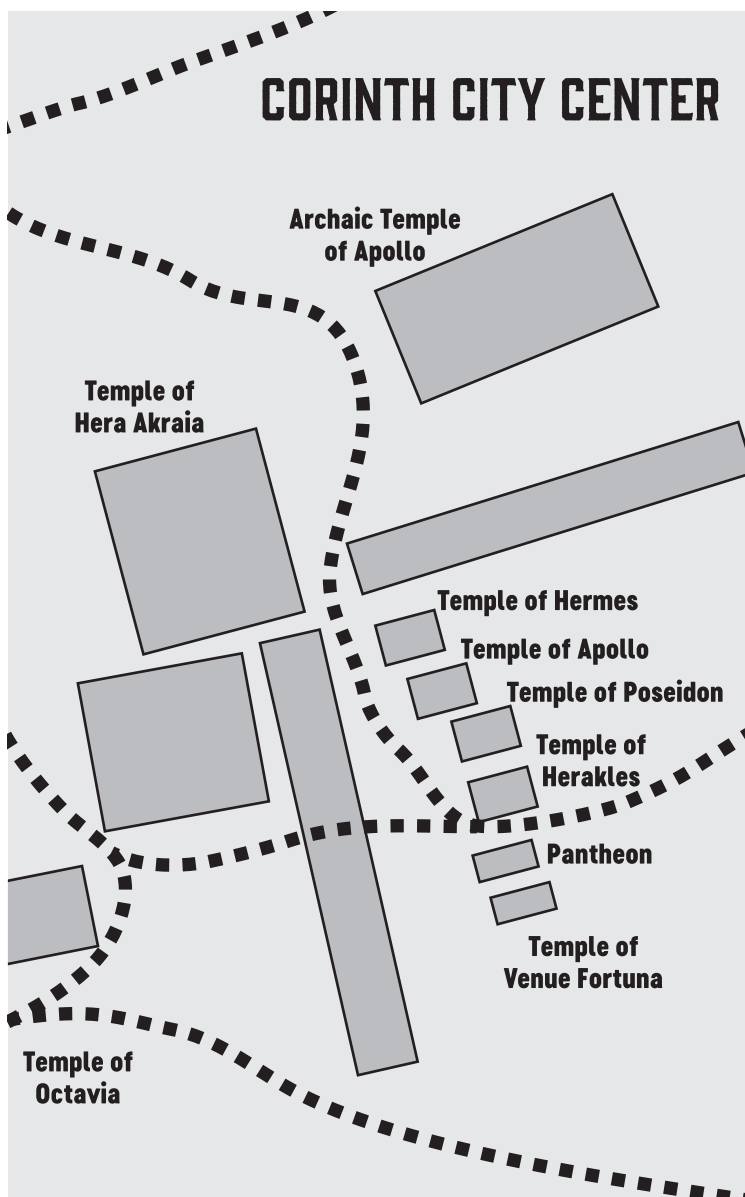 CORINTH CITY CENTER
Archaic Temple
of Apollo
Temple of
Hera Akraia
Temple of Hermes
Temple of Apollo
Temple of Poseidon
Temple of
Herakles
Pantheon
Temple of
Venue Fortuna
Temple of
Octavia